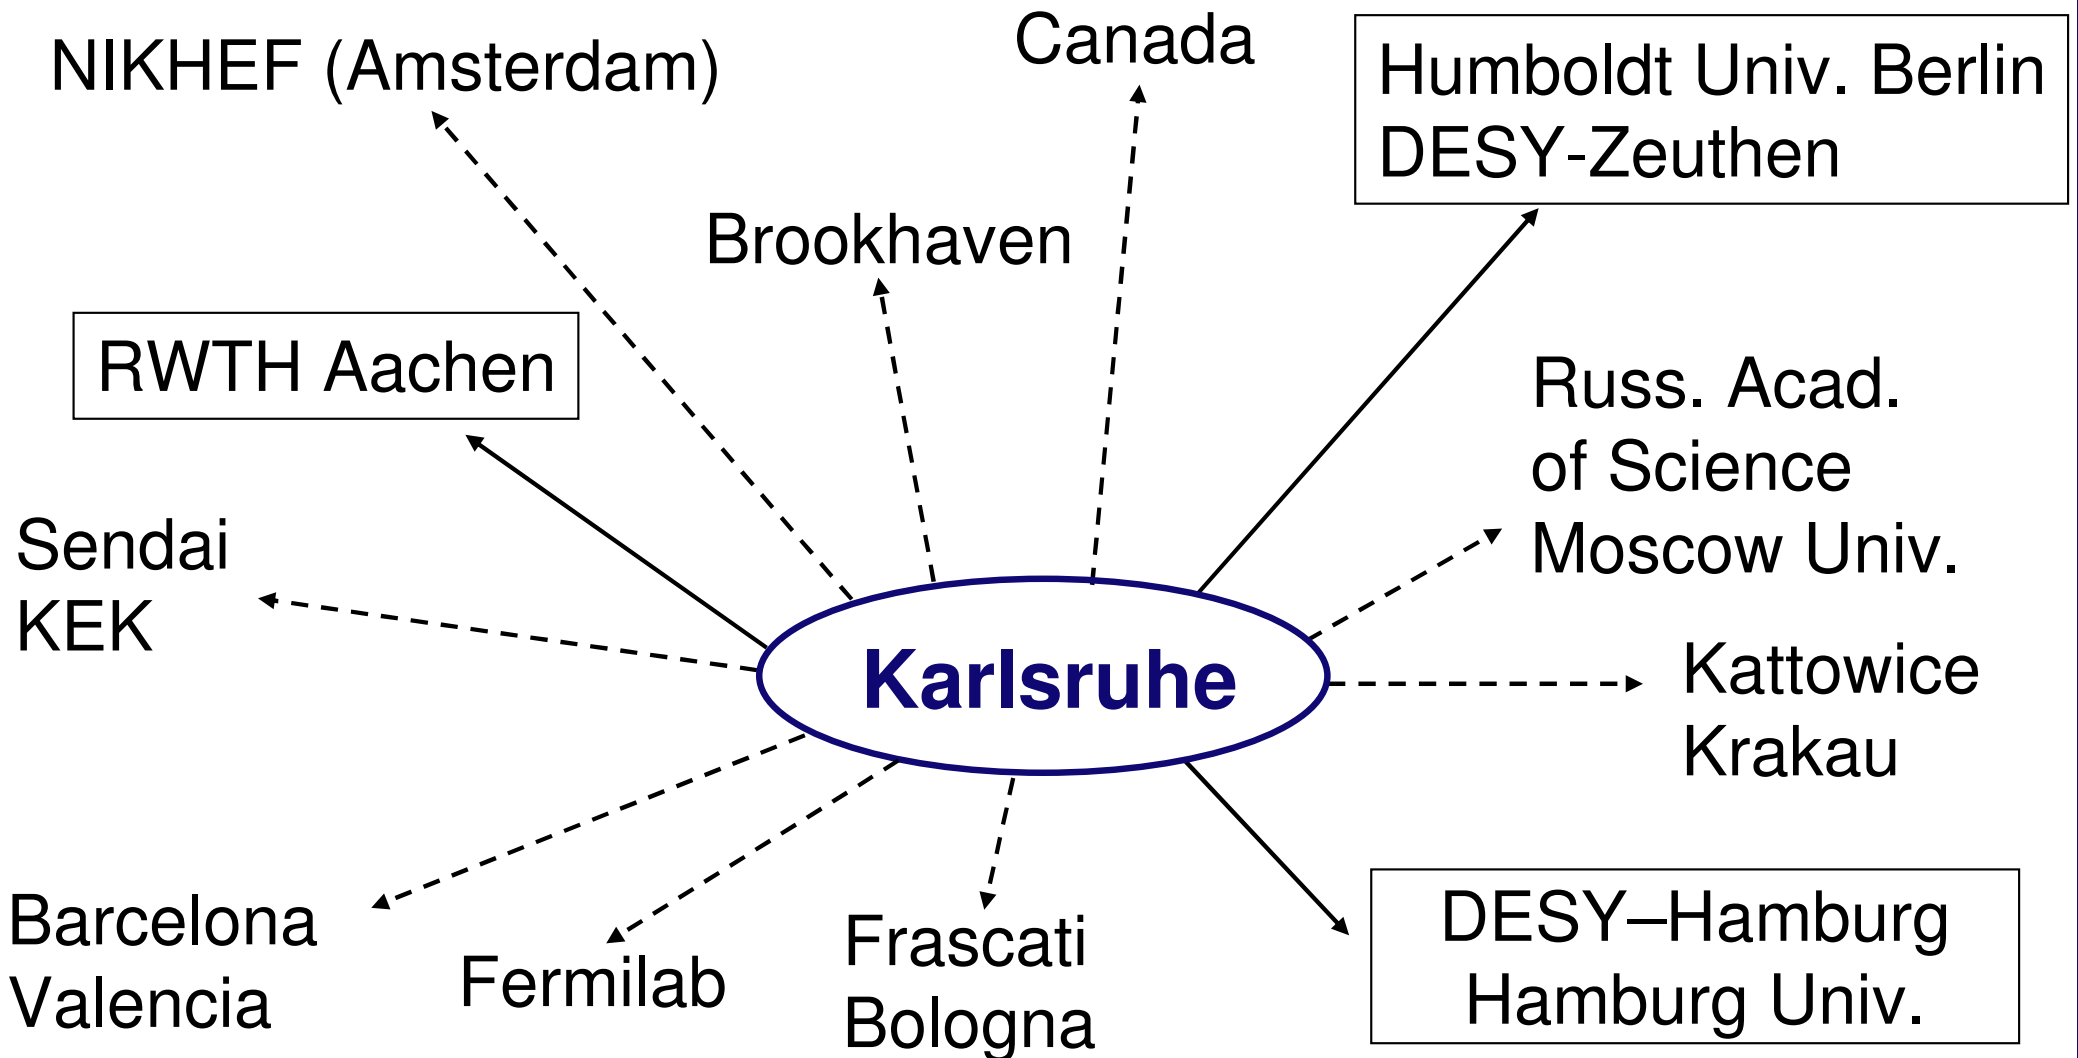 NIKHEF (Amsterdam)
Canada
Humboldt Univ. Berlin
DESY-Zeuthen
Brookhaven
RWTH Aachen
Russ. Acad.
of Science
Moscow Univ.
Sendai
KEK
Karlsruhe
Kattowice
Krakau
Barcelona
Valencia
Fermilab
Frascati
Bologna
DESY–Hamburg
Hamburg Univ.